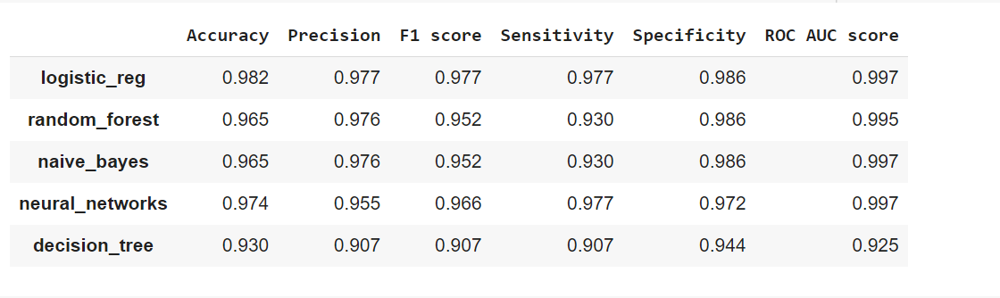 Accuracy Precision F1 score Sensitivity Specificity ROC AUC score
logistic_reg 0.982 0.977 0.977 0.977 0.986 0.997
random_forest 0.965 0.976 0.952 0.930 0.986 0.995
naive_bayes 0.965 0.976 0.952 0.930 0.986 0.997
neural_networks 0.974 0.955 0.966 0.977 0.972 0.997
decision_tree 0.930 0.907 0.907 0.907 0.944 0.925